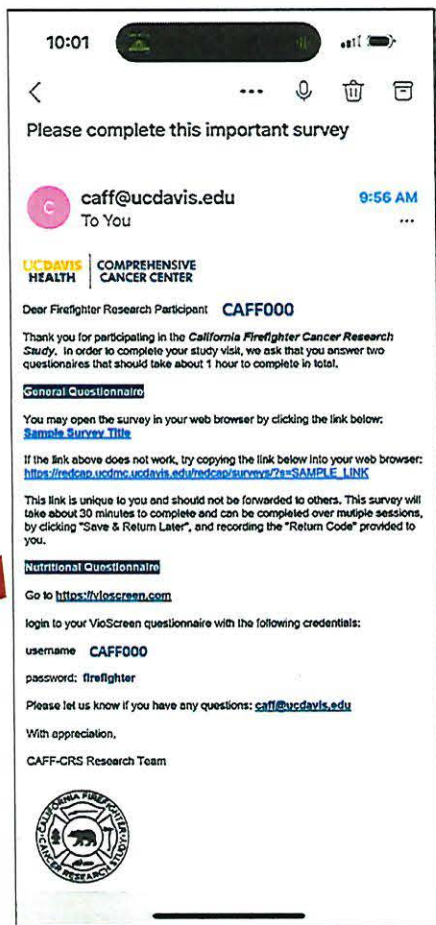 10:01
Please complete this important survey
C
caff@ucdavis.edu
9:56 AM
To You
UCDAVIS HEALTH
COMPREHENSIVE CANCER CENTER
Dear Firefighter Research Participant CAFF000
Thank you for participating in the California Firefighter Cancer Research
Study. In order to complete your study visit, we ask that you answer two
questionaires that should take about 1 hour to complete in total.
General Questionnaire
You may open the survey in your web browser by clicking the link below:
Sample Survey Title
If the link above does not work, try copying the link below into your web browser:
https://redcap.ucdmc.ucdavis.edu/redcap/surveys/?s=SAMPLE_LINK
This link is unique to you and should not be forwarded to others. This survey will
take about 30 minutes to complete and can be completed over mutiple sessions,
by clicking "Save & Return Later", and recording the "Return Code" provided to
you.
Nutritional Questionnaire
Go to https://vioscreen.com
login to your VioScreen questionnaire with the following credentials:
username CAFF000
password: firefighter
Please let us know if you have any questions: caff@ucdavis.edu
With appreciation,
CAFF-CRS Research Team
CALIFORNIA FIREFIGHTER
CANCER RESEARCH STUDY